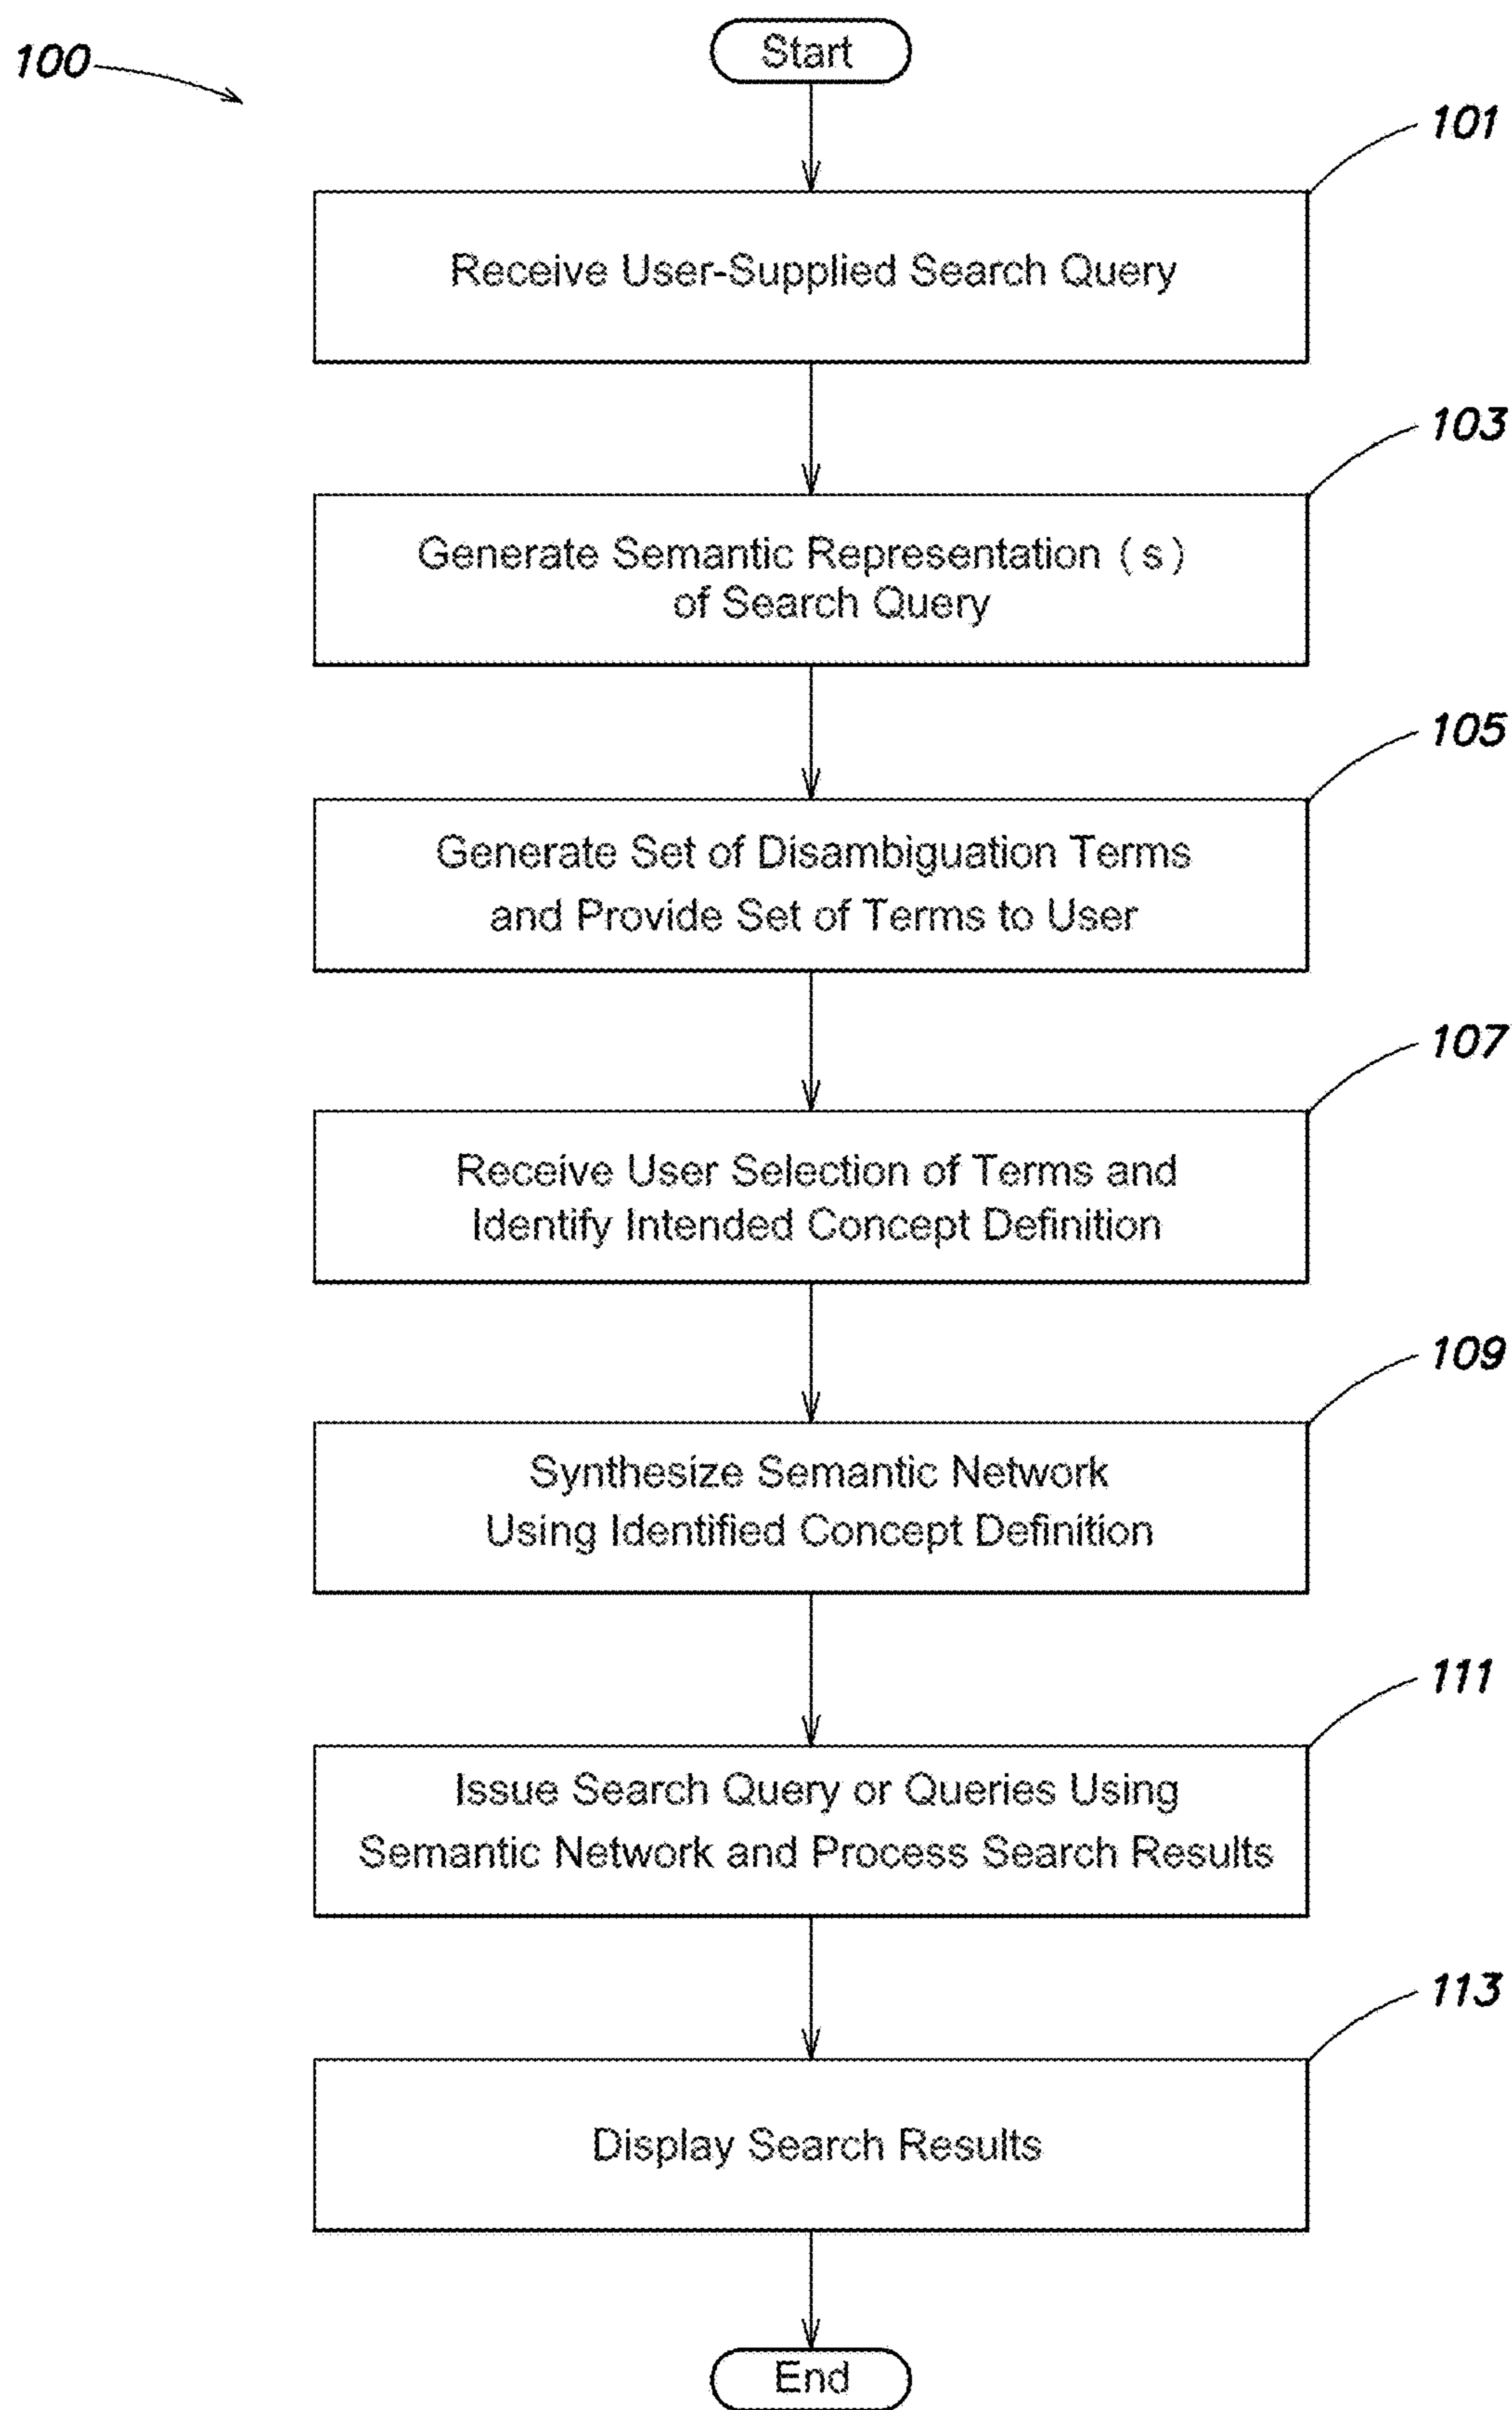 100
Start
101
Receive User-Supplied Search Query
103
Generate Semantic Representation (s)
of Search Query
105
Generate Set of Disambiguation Terms
and Provide Set of Terms to User
107
Receive User Selection of Terms and
Identify Intended Concept Definition
109
Synthesize Semantic Network
Using Identified Concept Definition
111
Issue Search Query or Queries Using
Semantic Network and Process Search Results
113
Display Search Results
End